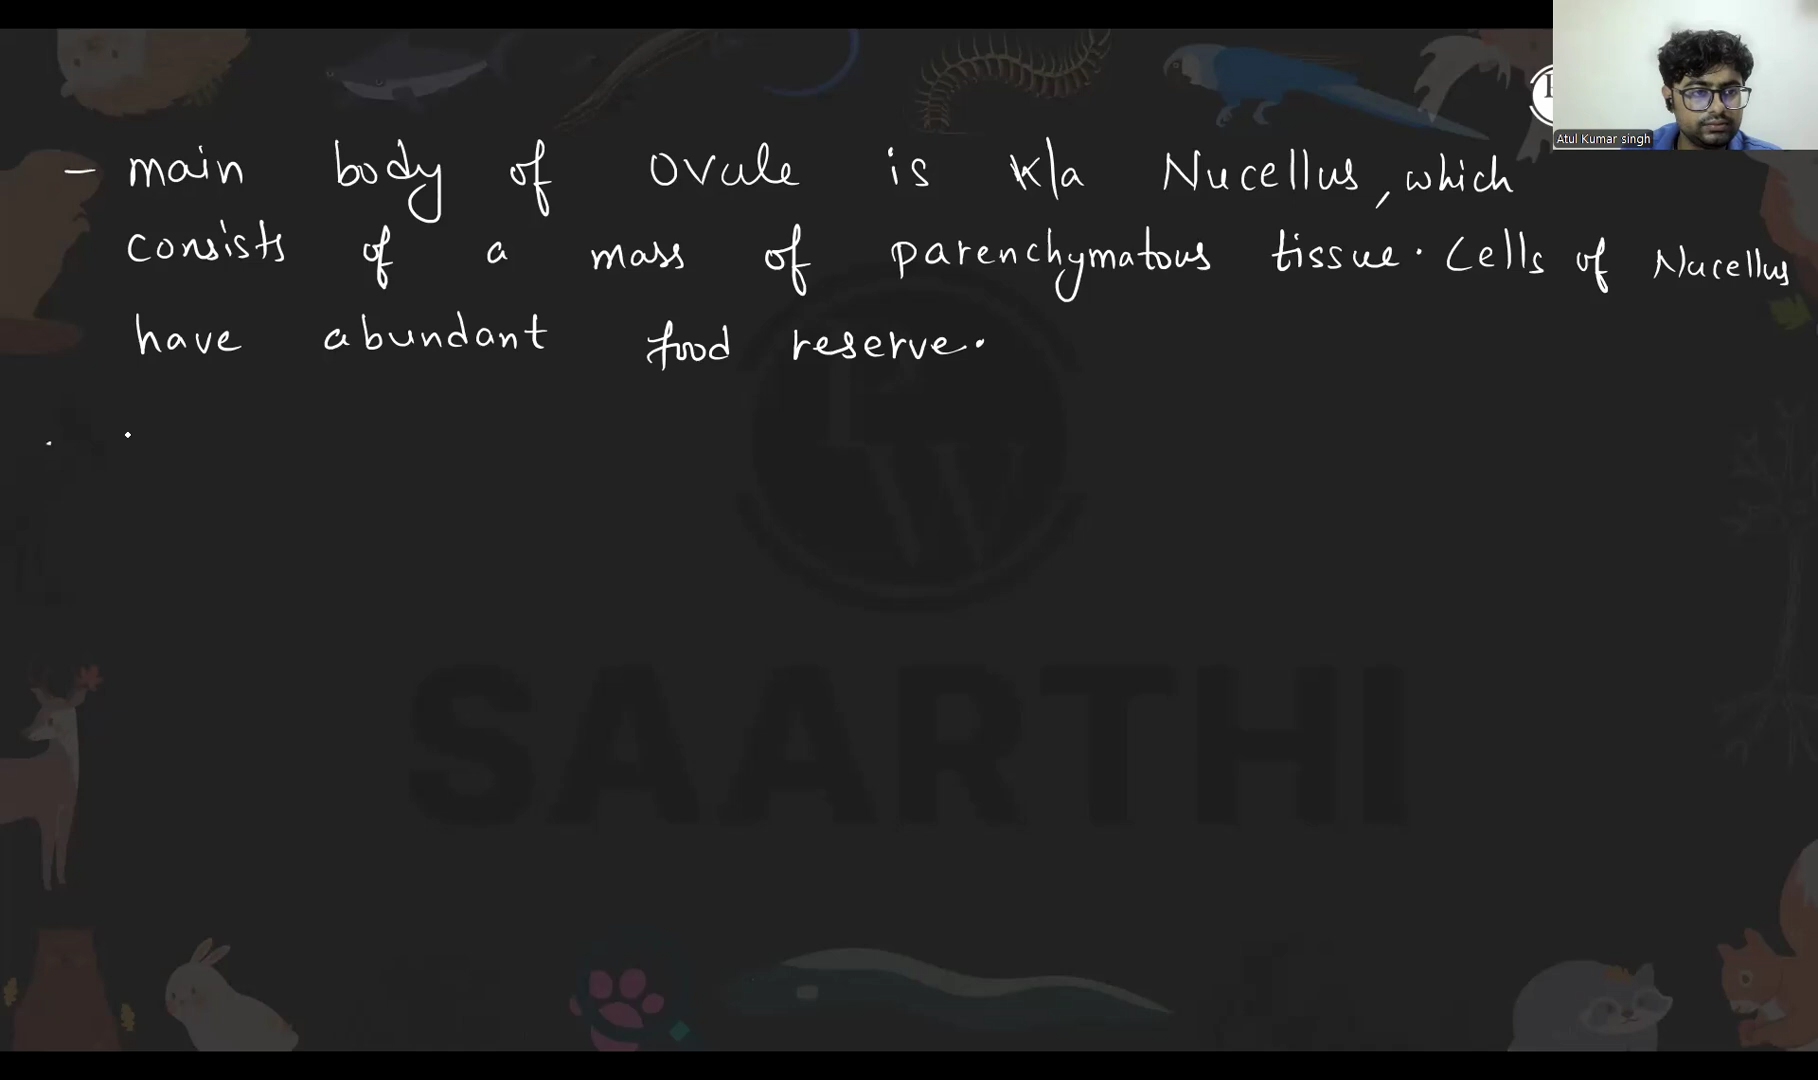 - main body of ovule is k/a Nucellus, which
consists of a mass of parenchymatous tissue. Cells of Nucellus
have abundant food reserve.
Atul Kumar singh
PW
SAARTHI